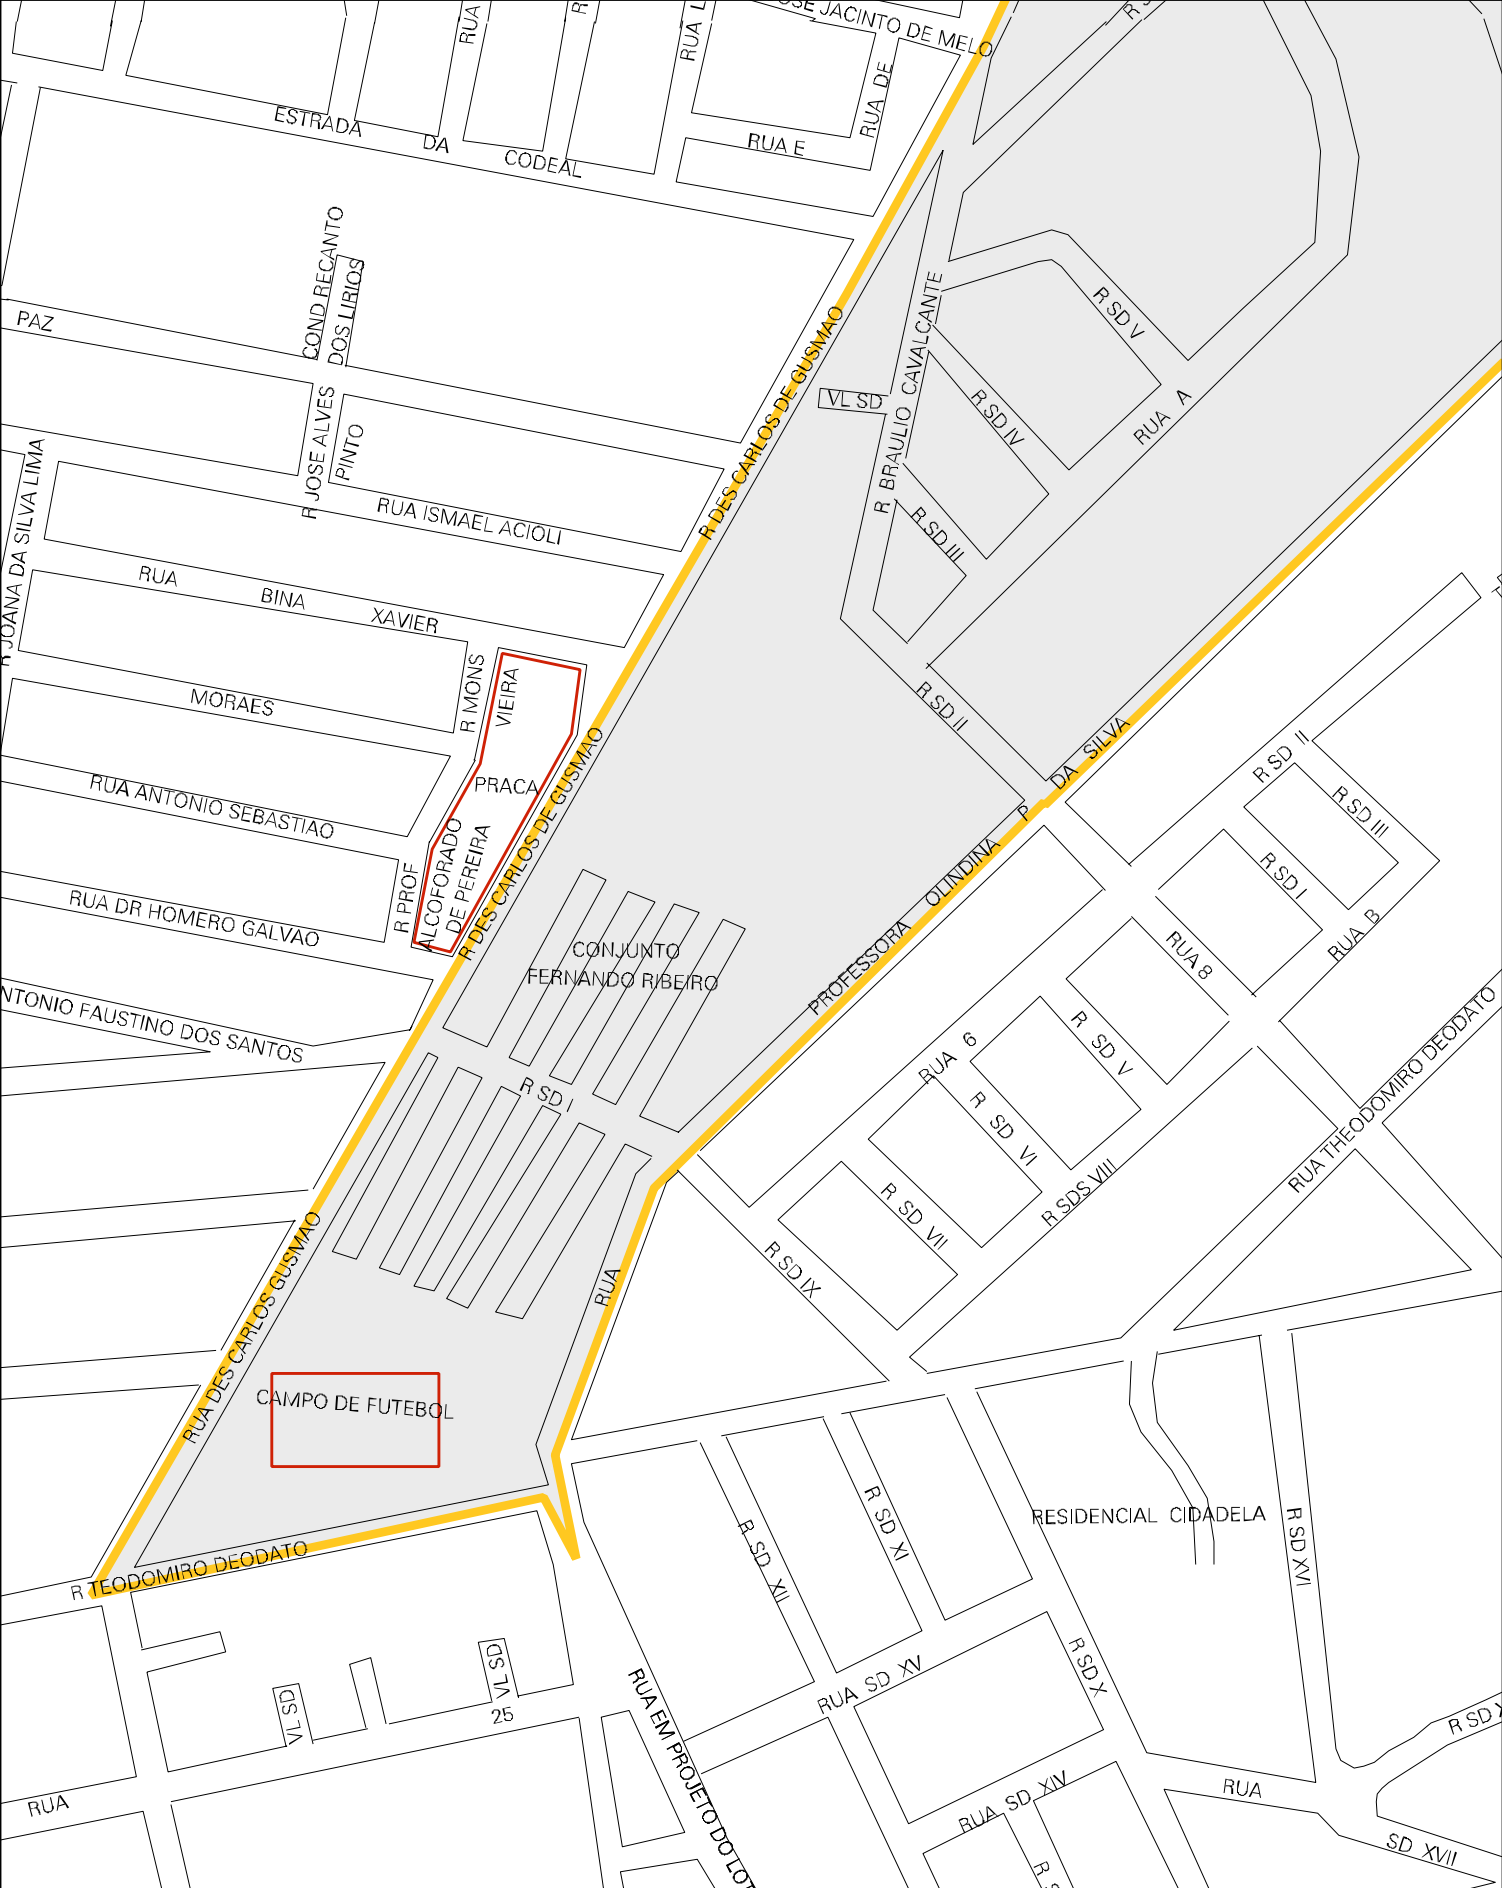 RUA
R
RUA L
OSE JACINTO DE MELO
R S
RUA DE
RUA E
ESTRADA DA CODEAL
COND RECANTO
DOS LIRIOS
PAZ
R DES CARLOS DE GUSMAO
R SD V
VL SD
R BRAULIO CAVALCANTE
R SD IV
RUA A
R JOSE ALVES
PINTO
R JOANA DA SILVA LIMA
RUA ISMAEL ACIOLI
R SD III
RUA BINA XAVIER
R MONS
VIEIRA
MORAES
R SD II
PRACA
RUA ANTONIO SEBASTIAO
ALCOFORADO
DE PEREIRA
R DES CARLOS DE GUSMAO
R PROF
RUA DR HOMERO GALVAO
RUA PROFESSORA OLINDINA P DA SILVA
R SD II
R SD III
R SD I
RUA B
RUA 8
CONJUNTO
FERNANDO RIBEIRO
NTONIO FAUSTINO DOS SANTOS
R SD I
RUA 6
R SD V
R SD VI
RUA THEODOMIRO DEODATO
R SDS VIII
R SD VII
R SD IX
RUA DES CARLOS GUSMAO
CAMPO DE FUTEBOL
R TEODOMIRO DEODATO
R SD XII
R SD XI
RESIDENCIAL CIDADELA
R SD XVI
VL SD
VL SD
25
RUA
RUA EM PROJETO DO LOT
RUA SD XV
R SD X
RUA SD XIV
R S
RUA
SD XVII
R SD X